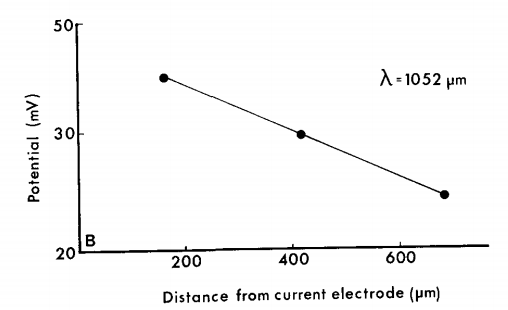 50
λ=1052 μm
30
Potential (mV)
B
20
200 400 600
Distance from current electrode (μm)